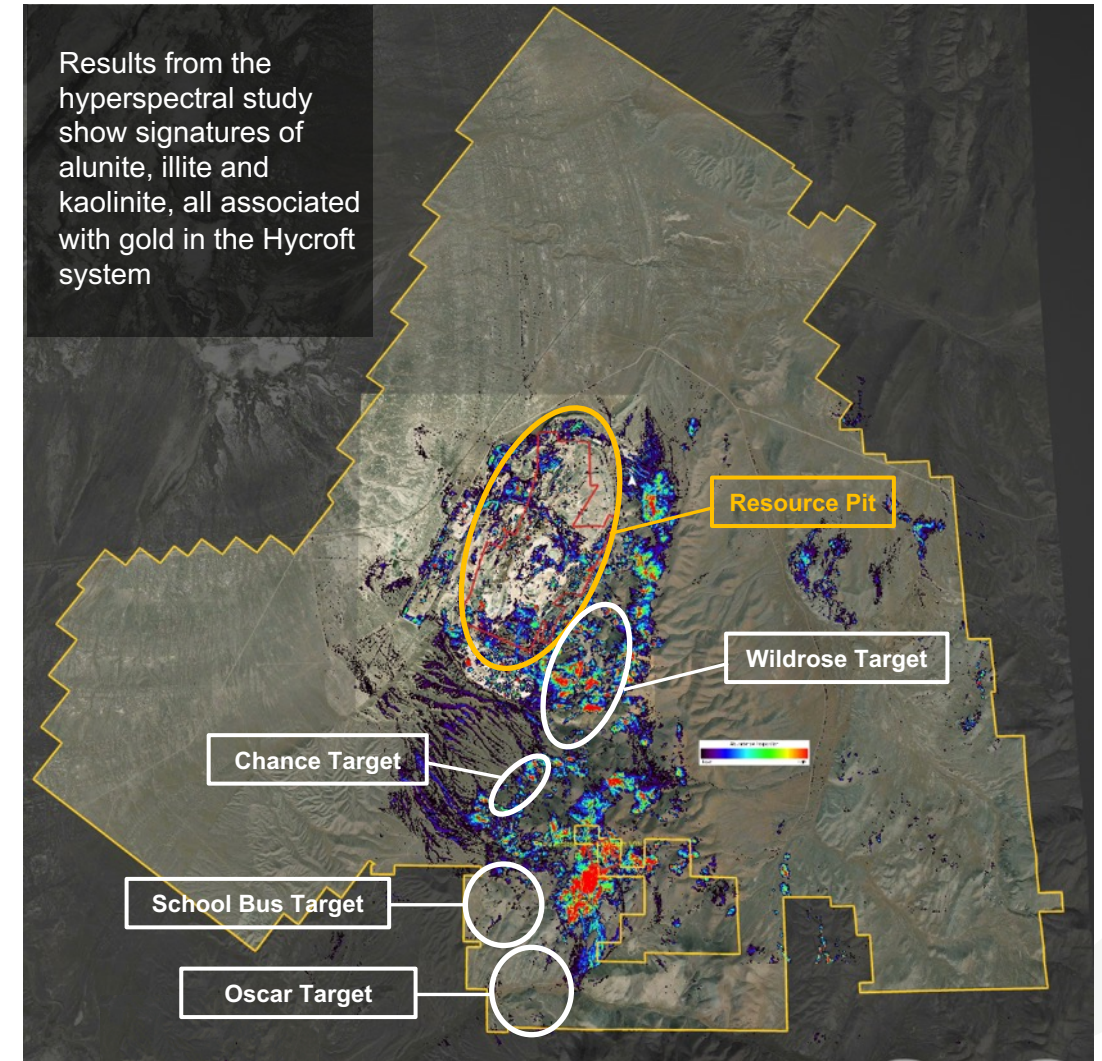 Results from the
hyperspectral study
show signatures of
alunite, illite and
kaolinite, all associated
with gold in the Hycroft
system
Resource Pit
Wildrose Target
Chance Target
School Bus Target
Oscar Target